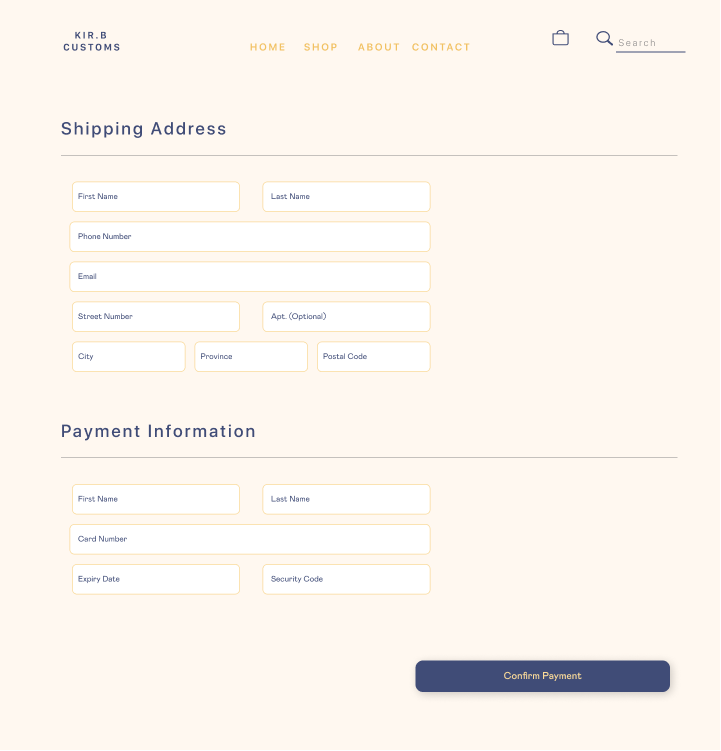 KIR.B
CUSTOMS
HOME SHOP ABOUT CONTACT
Search
Shipping Address
First Name Last Name
Phone Number
Email
Street Number Apt. (Optional)
City Province Postal Code
Payment Information
First Name Last Name
Card Number
Expiry Date Security Code
Confirm Payment